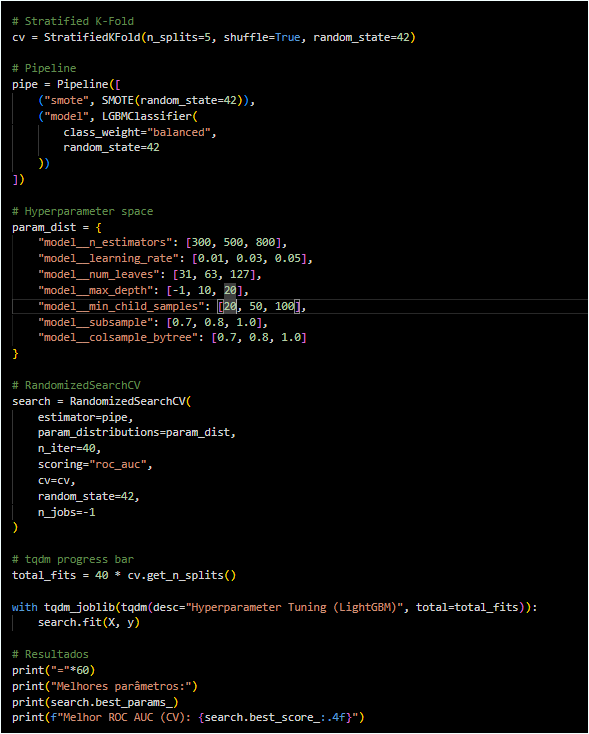 # Stratified K-Fold
cv = StratifiedKFold(n_splits=5, shuffle=True, random_state=42)
# Pipeline
pipe = Pipeline([
    ("smote", SMOTE(random_state=42)),
    ("model", LGBMClassifier(
        class_weight="balanced",
        random_state=42
    ))
])
# Hyperparameter space
param_dist = {
    "model__n_estimators": [300, 500, 800],
    "model__learning_rate": [0.01, 0.03, 0.05],
    "model__num_leaves": [31, 63, 127],
    "model__max_depth": [-1, 10, 20],
    "model__min_child_samples": [20, 50, 100],
    "model__subsample": [0.7, 0.8, 1.0],
    "model__colsample_bytree": [0.7, 0.8, 1.0]
}
# RandomizedSearchCV
search = RandomizedSearchCV(
    estimator=pipe,
    param_distributions=param_dist,
    n_iter=40,
    scoring="roc_auc",
    cv=cv,
    random_state=42,
    n_jobs=-1
)
# tqdm progress bar
total_fits = 40 * cv.get_n_splits()
with tqdm_joblib(tqdm(desc="Hyperparameter Tuning (LightGBM)", total=total_fits)):
    search.fit(X, y)
# Resultados
print("="*60)
print("Melhores parâmetros:")
print(search.best_params_)
print(f"Melhor ROC AUC (CV): {search.best_score_:.4f}")